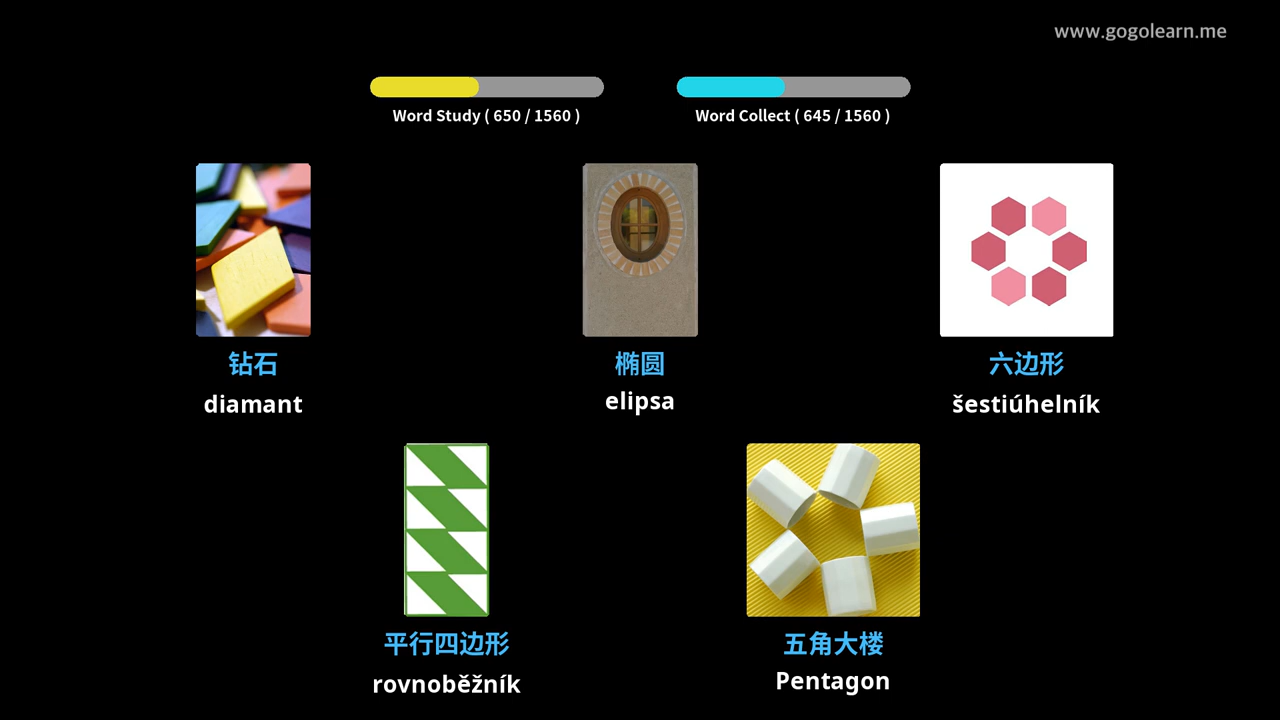 www.gogolearn.me
Word Study ( 650 / 1560 )
Word Collect ( 645 / 1560 )
钻石
diamant
椭圆
elipsa
六边形
šestiúhelník
平行四边形
rovnoběžník
五角大楼
Pentagon